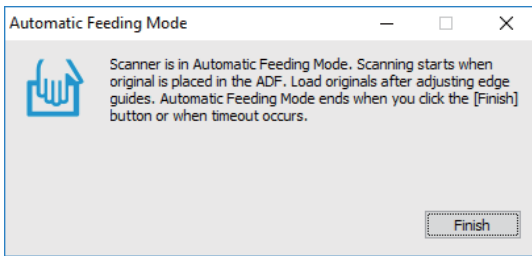 Automatic Feeding Mode
Scanner is in Automatic Feeding Mode. Scanning starts when
original is placed in the ADF. Load originals after adjusting edge
guides. Automatic Feeding Mode ends when you click the [Finish]
button or when timeout occurs.
Finish